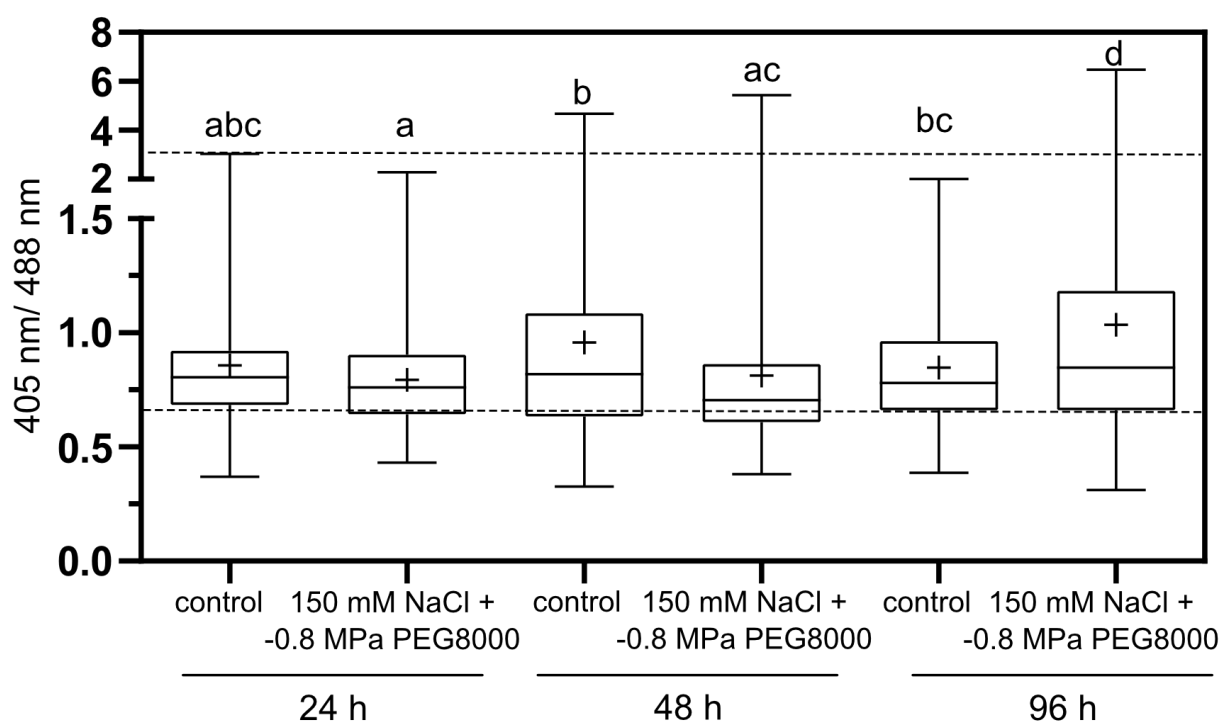 8
6
4
2
1.5
1.0
0.5
0.0
405 nm/ 488 nm
abc
a
b
ac
bc
d
control
150 mM NaCl +
-0.8 MPa PEG8000
control
150 mM NaCl +
-0.8 MPa PEG8000
control
150 mM NaCl +
-0.8 MPa PEG8000
24 h
48 h
96 h